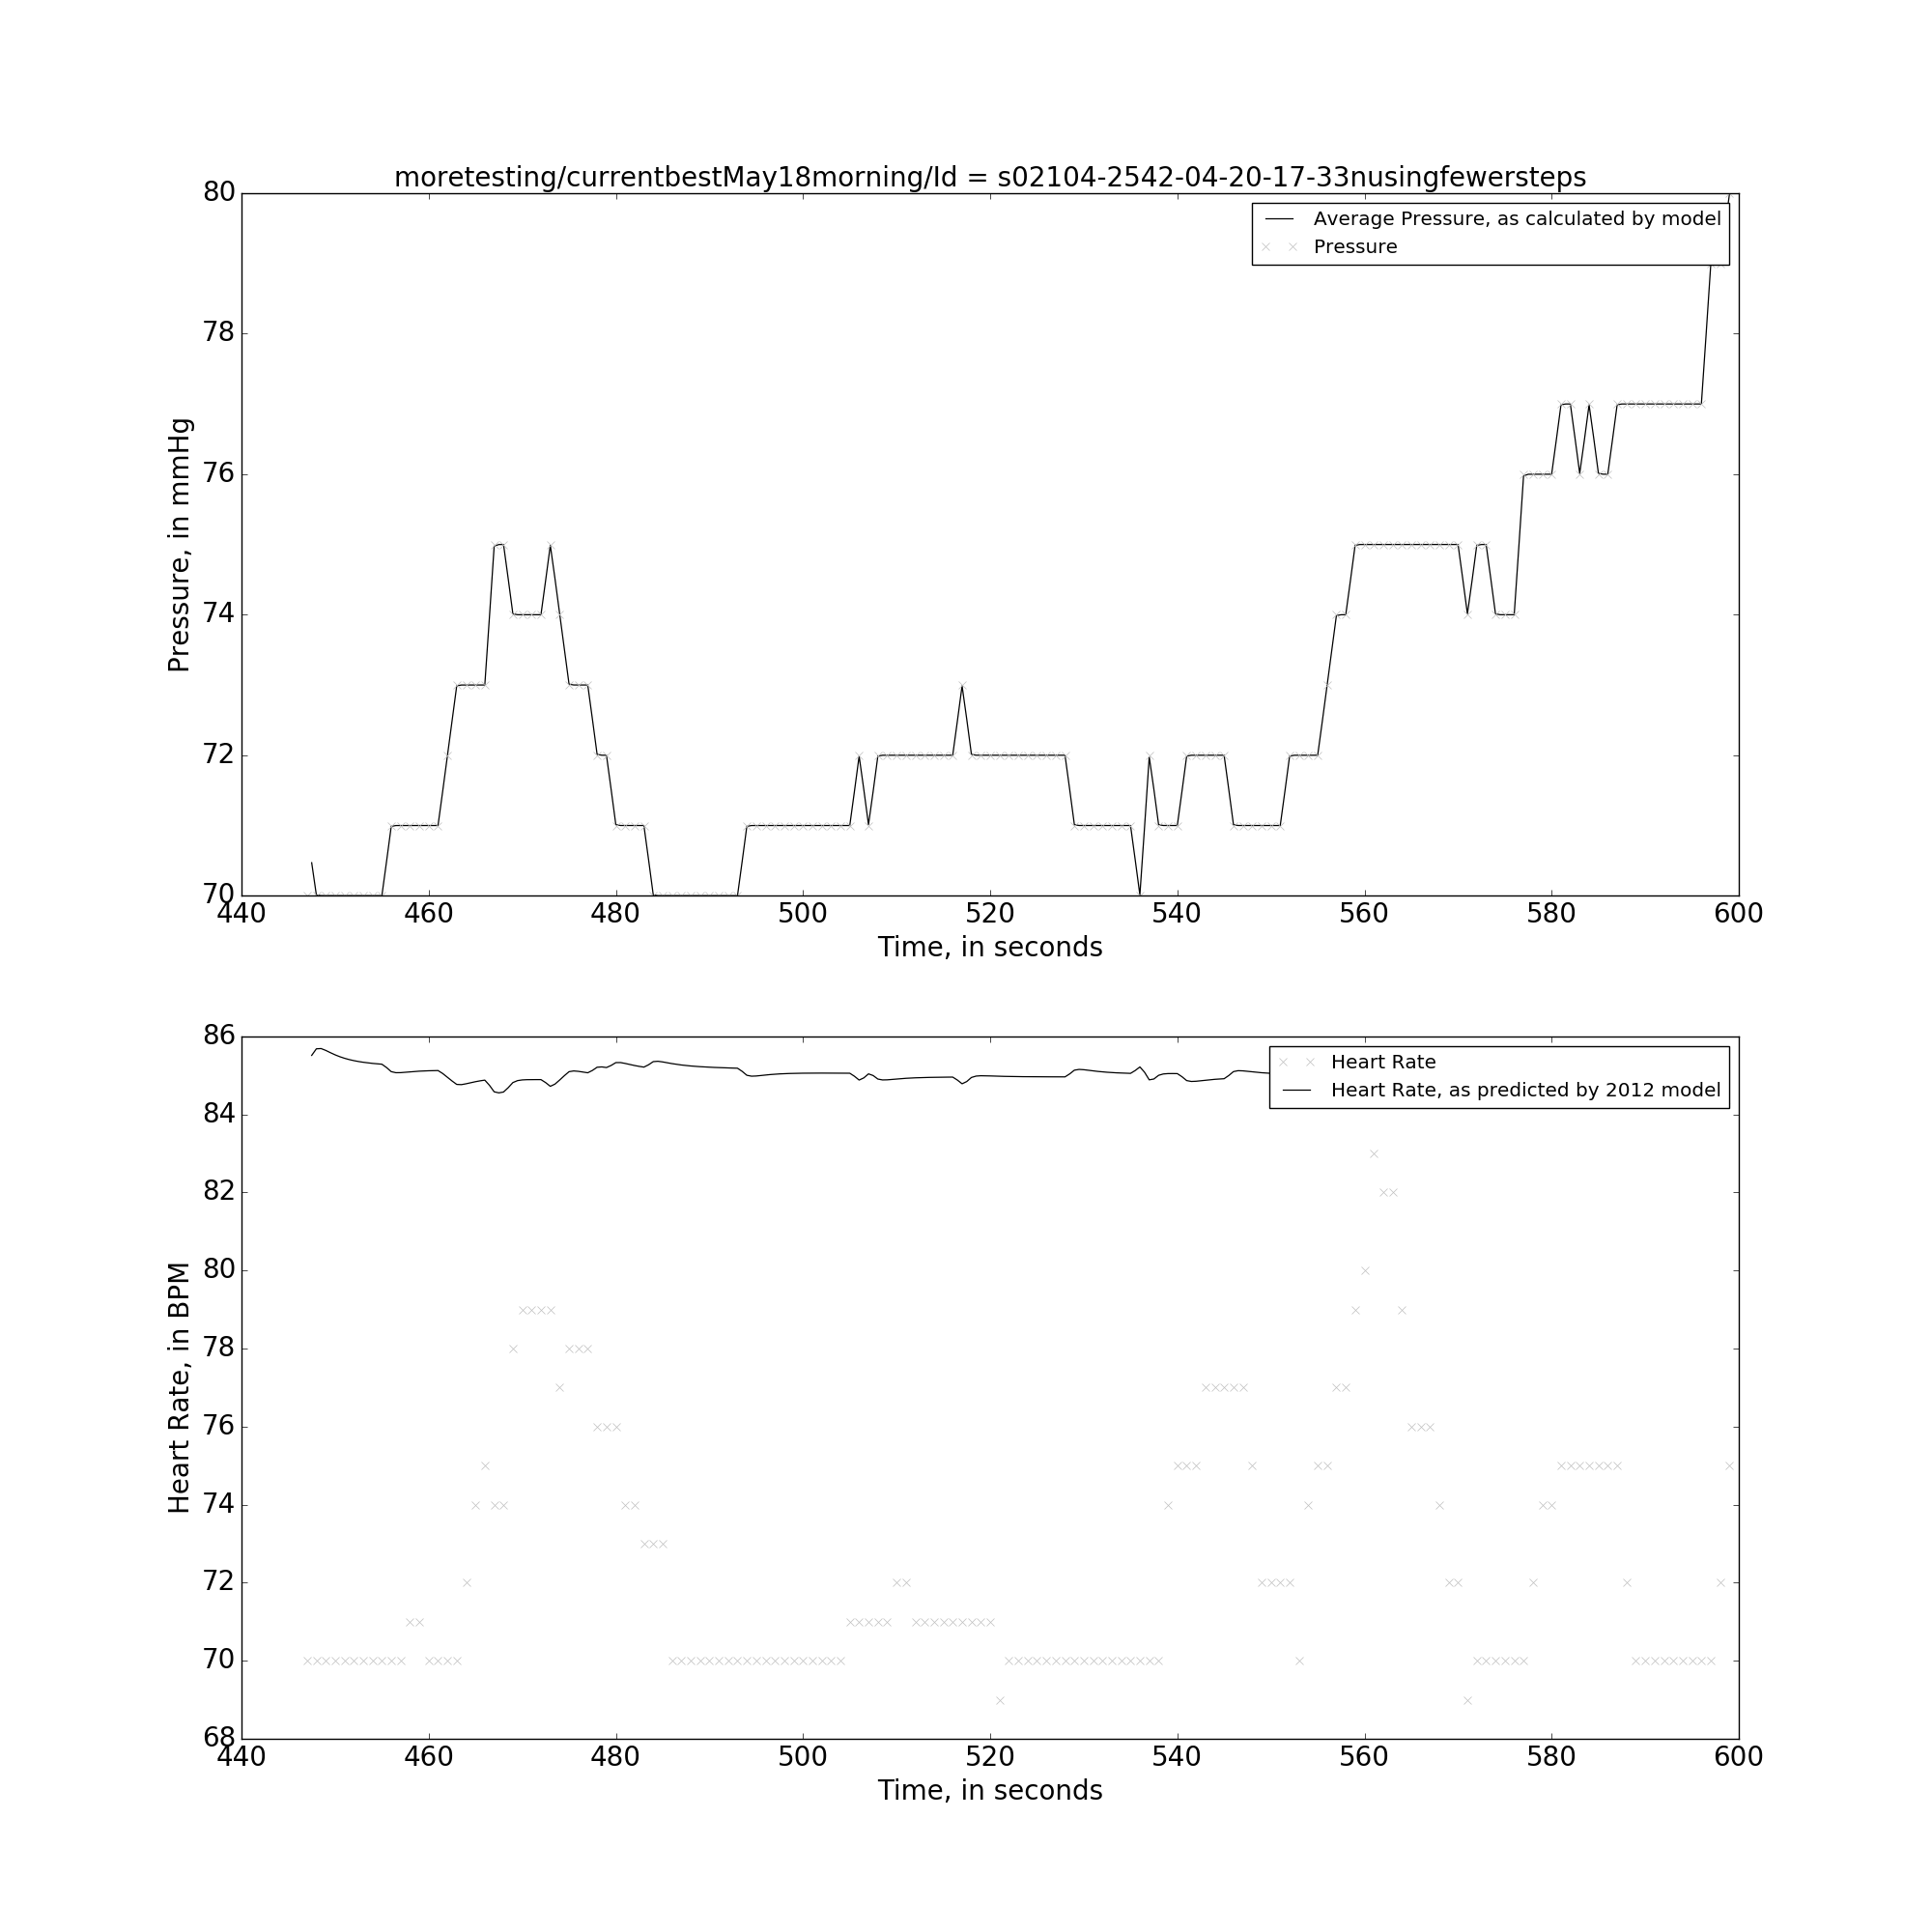 moretesting/currentbestMay18morning/Id = s02104-2542-04-20-17-33nusingfewersteps
80
78
76
74
72
70
Pressure, in mmHg
Average Pressure, as calculated by model
Pressure
440 460 480 500 520 540 560 580 600
Time, in seconds
86
84
82
80
78
76
74
72
70
68
Heart Rate, in BPM
Heart Rate
Heart Rate, as predicted by 2012 model
440 460 480 500 520 540 560 580 600
Time, in seconds